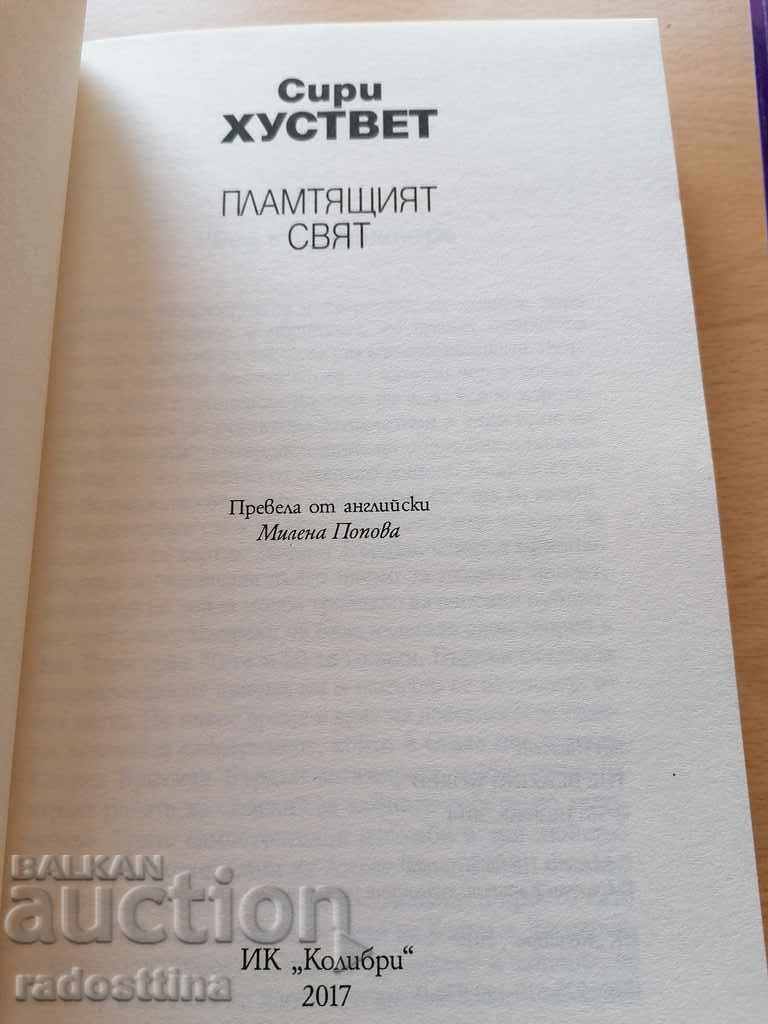 Сири
ХУСТВЕТ
ПЛАМТЯЩИЯТ
СВЯТ
Превела от английски
Милена Попова
BALKAN
auction
radosttina
ИК „Колибри“
2017